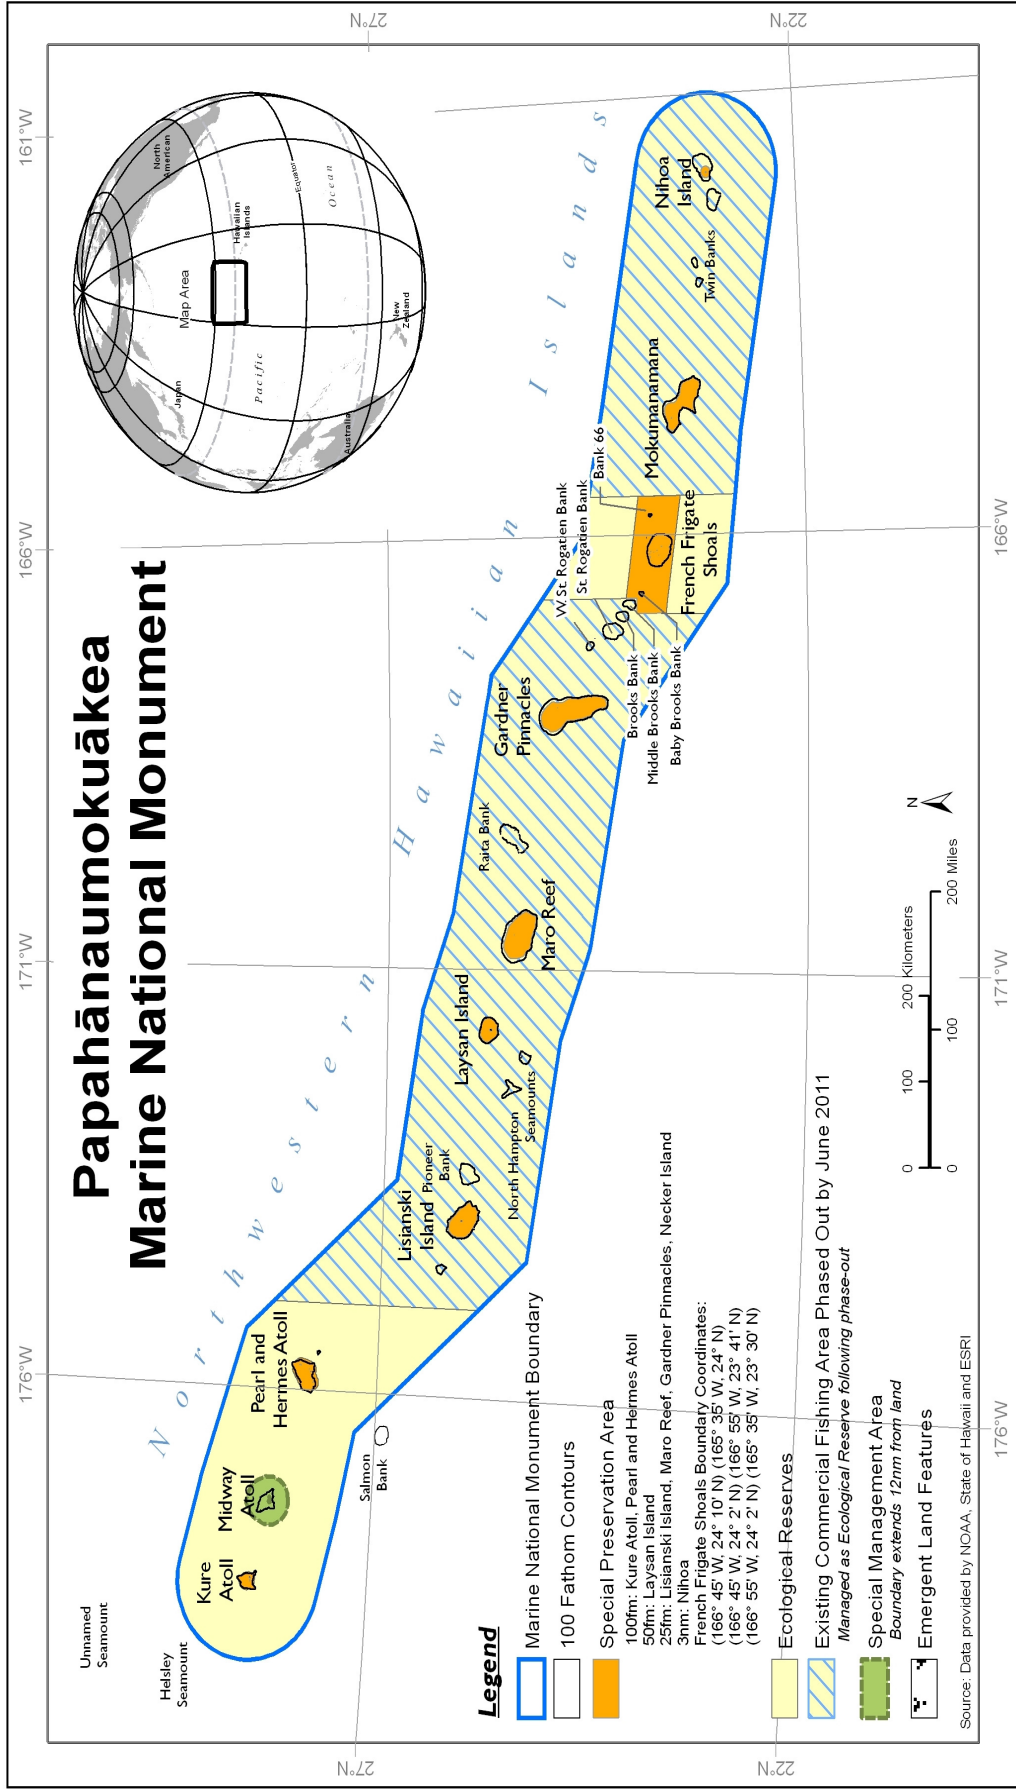 Papahānaumokuākea
Marine National Monument
161°W
166°W
171°W
176°W
27°N
22°N
27°N
22°N
166°W
171°W
176°W
North
American
Japan
Map Area
Hawaiian
Islands
Equator
Pacific
Ocean
Australia
New
Zealand
Northwestern Hawaiian Islands
Unnamed
Seamount
Helsley
Seamount
Kure
Atoll
Midway
Atoll
Pearl and
Hermes Atoll
Salmon
Bank
Lisianski
Island
Pioneer
Bank
North Hampton
Seamounts
Laysan Island
Maro Reef
Raita Bank
Gardner
Pinnacles
W. St. Rogatien Bank
St. Rogatien Bank
Bank 66
Brooks Bank
Middle Brooks Bank
Baby Brooks Bank
French Frigate
Shoals
Mokumanamana
Twin Banks
Nihoa
Island
Legend
Marine National Monument Boundary
100 Fathom Contours
Special Preservation Area
100fm: Kure Atoll, Pearl and Hermes Atoll
50fm: Laysan Island
25fm: Lisianski Island, Maro Reef, Gardner Pinnacles, Necker Island
3nm: Nihoa
French Frigate Shoals Boundary Coordinates:
(166° 45' W, 24° 10' N) (165° 35' W, 24° N)
(166° 45' W, 24° 2' N) (166° 55' W, 23° 41' N)
(166° 55' W, 24° 2' N) (165° 35' W, 23° 30' N)
Ecological Reserves
Existing Commercial Fishing Area Phased Out by June 2011
Managed as Ecological Reserve following phase-out
Special Management Area
Boundary extends 12nm from land
Emergent Land Features
Source: Data provided by NOAA, State of Hawaii and ESRI
0 100 200 Kilometers
0 100 200 Miles
N